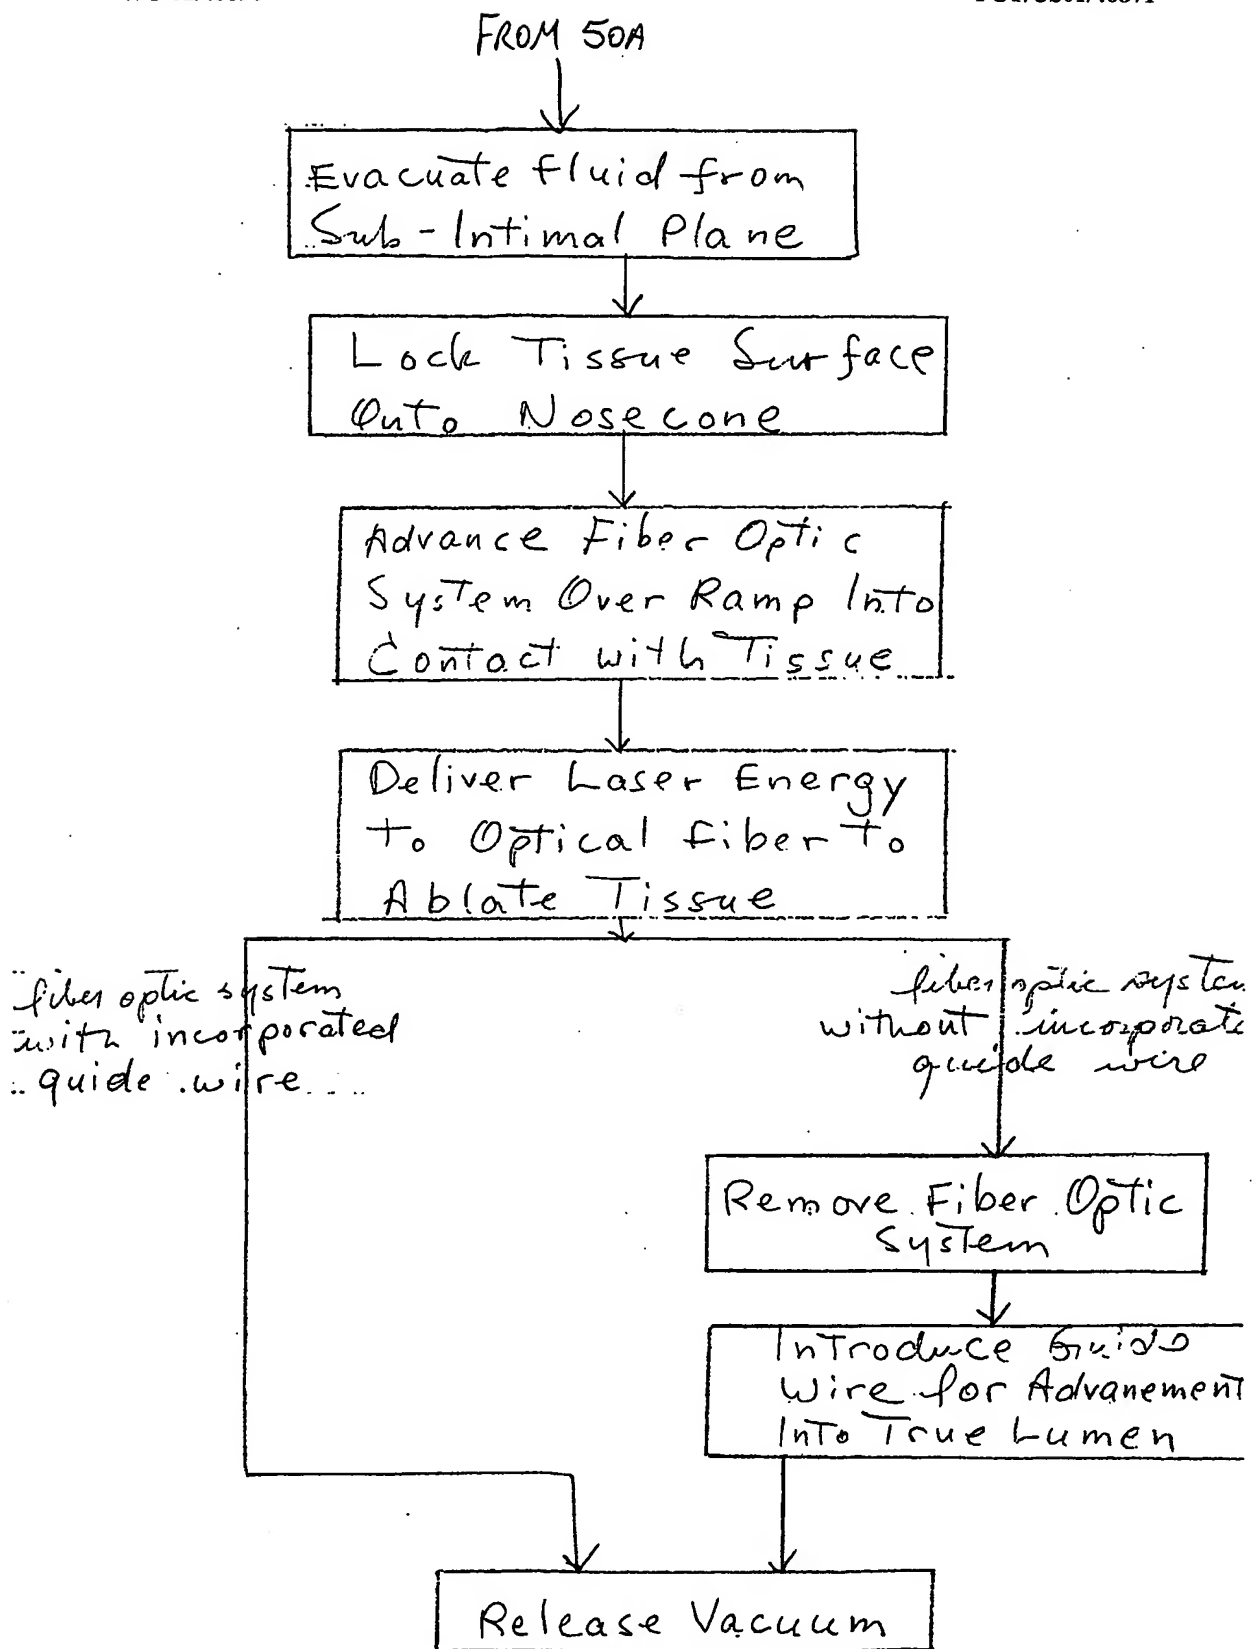 FROM 50A
Evacuate Fluid from
Sub-Intimal Plane
Lock Tissue Surface
Onto Nosecone
Advance Fiber Optic
System Over Ramp Into
Contact with Tissue
Deliver Laser Energy
To Optical Fiber To
Ablate Tissue
fiber optic system
with incorporated
guide wire
fiber optic system
without incorporate
guide wire
Remove Fiber Optic
System
Introduce Guide
Wire for Advanement
Into True Lumen
Release Vacuum